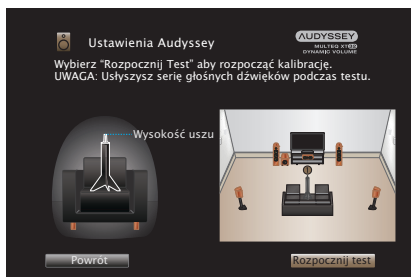 Ustawienia Audyssey
AUDYSSEY
MULTEQ XT32
DYNAMIC VOLUME
Wybierz "Rozpocznij Test" aby rozpocząć kalibrację.
UWAGA: Usłyszysz serię głośnych dźwięków podczas testu.
Wysokość uszu
Powrót
Rozpocznij test